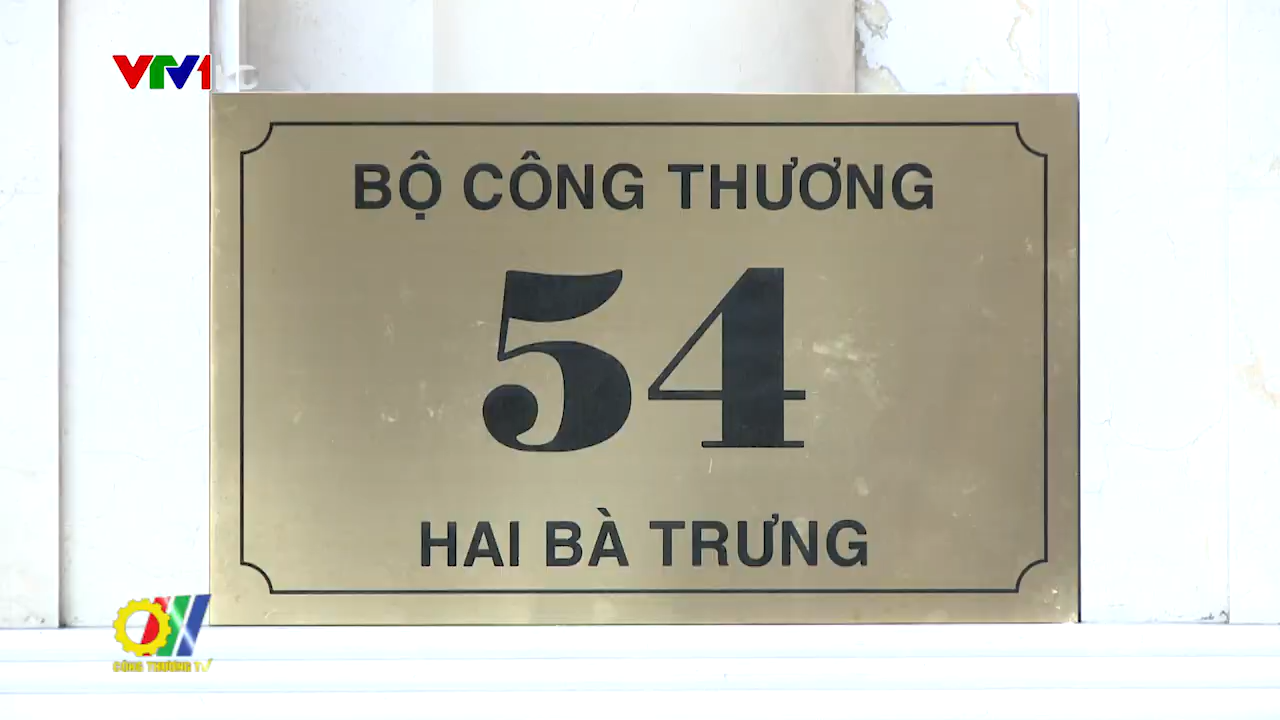 VTV1
BỘ CÔNG THƯƠNG
54
HAI BÀ TRƯNG
CÔNG THƯƠNG TV